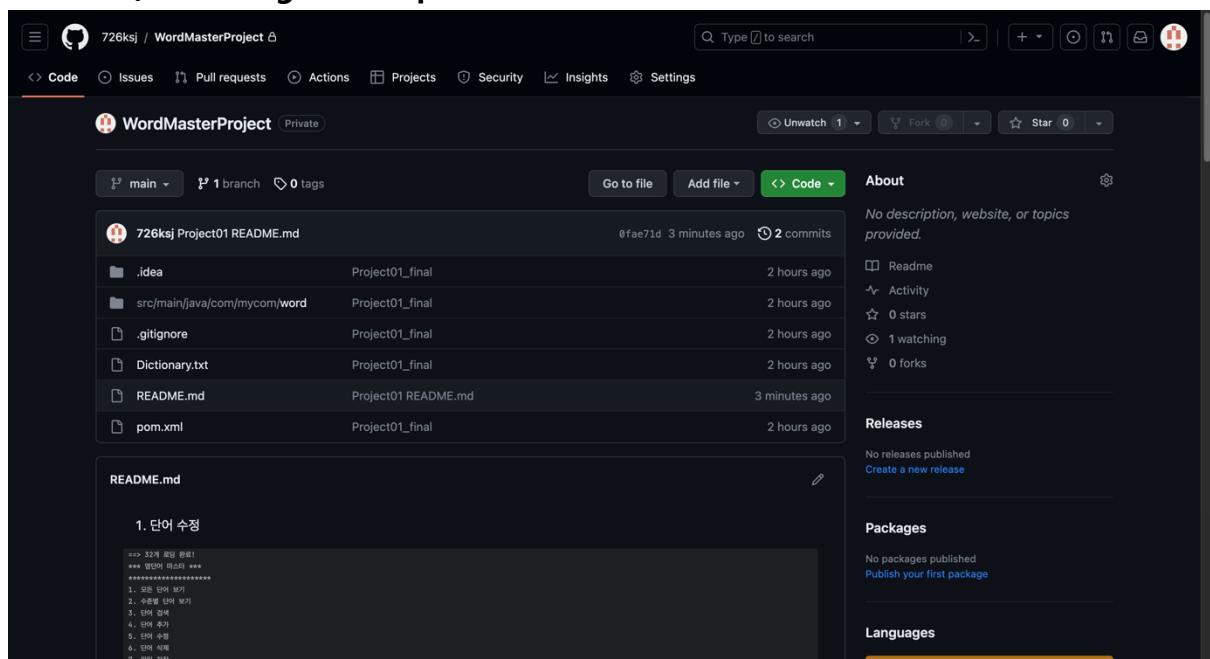 726ksj / WordMasterProject
Type / to search
Code Issues Pull requests Actions Projects Security Insights Settings
WordMasterProject Private
Unwatch 1 Fork 0 Star 0
main 1 branch 0 tags Go to file Add file Code
726ksj Project01 README.md 0fae71d 3 minutes ago 2 commits
.idea Project01_final 2 hours ago
src/main/java/com/mycom/word Project01_final 2 hours ago
.gitignore Project01_final 2 hours ago
Dictionary.txt Project01_final 2 hours ago
README.md Project01 README.md 3 minutes ago
pom.xml Project01_final 2 hours ago
README.md
1. 단어 수정
==> 32개 로딩 완료!
*** 영단어 마스터 ***
********************
1. 모든 단어 보기
2. 수준별 단어 보기
3. 단어 검색
4. 단어 추가
5. 단어 수정
6. 단어 삭제
About
No description, website, or topics
provided.
Readme
Activity
0 stars
1 watching
0 forks
Releases
No releases published
Create a new release
Packages
No packages published
Publish your first package
Languages